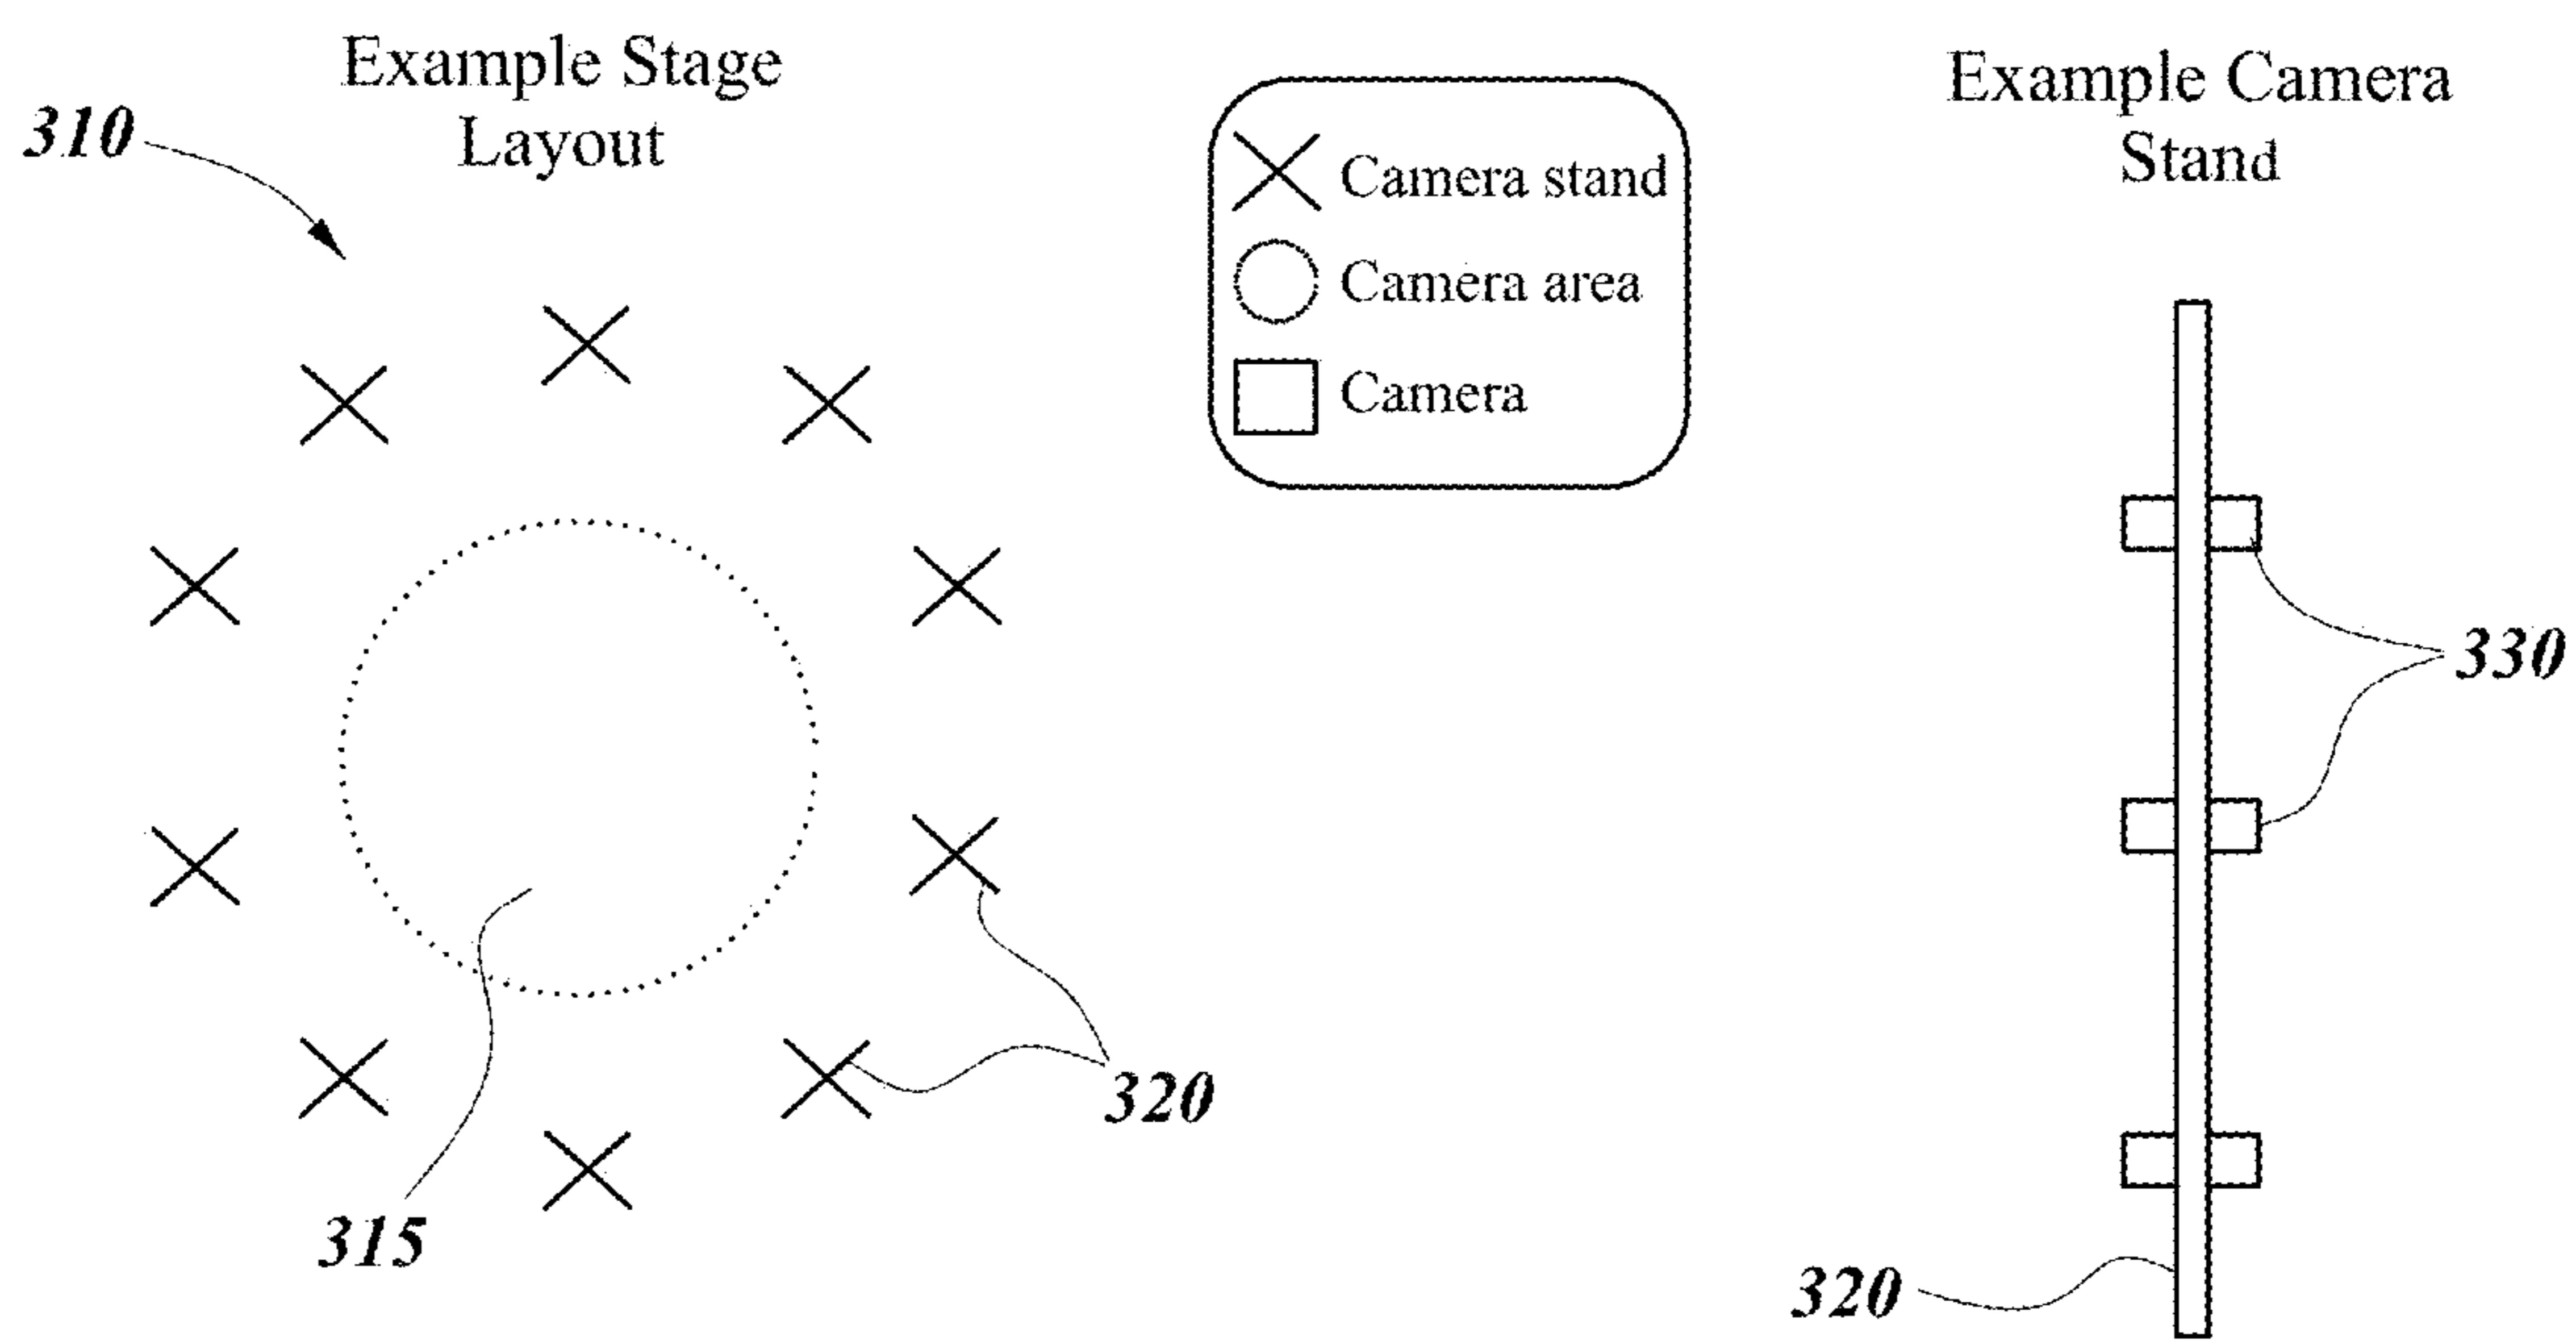 Example Stage
Layout
310
315
320
Camera stand
Camera area
Camera
Example Camera
Stand
330
320